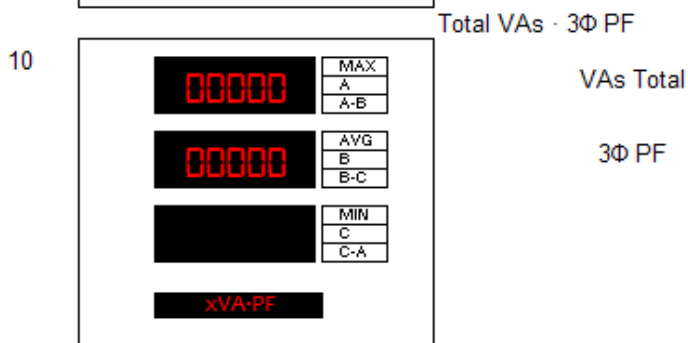 Total VAs · 3Φ PF
10
00000
MAX
A
A-B
VAs Total
00000
AVG
B
B-C
3Φ PF
MIN
C
C-A
xVA·PF